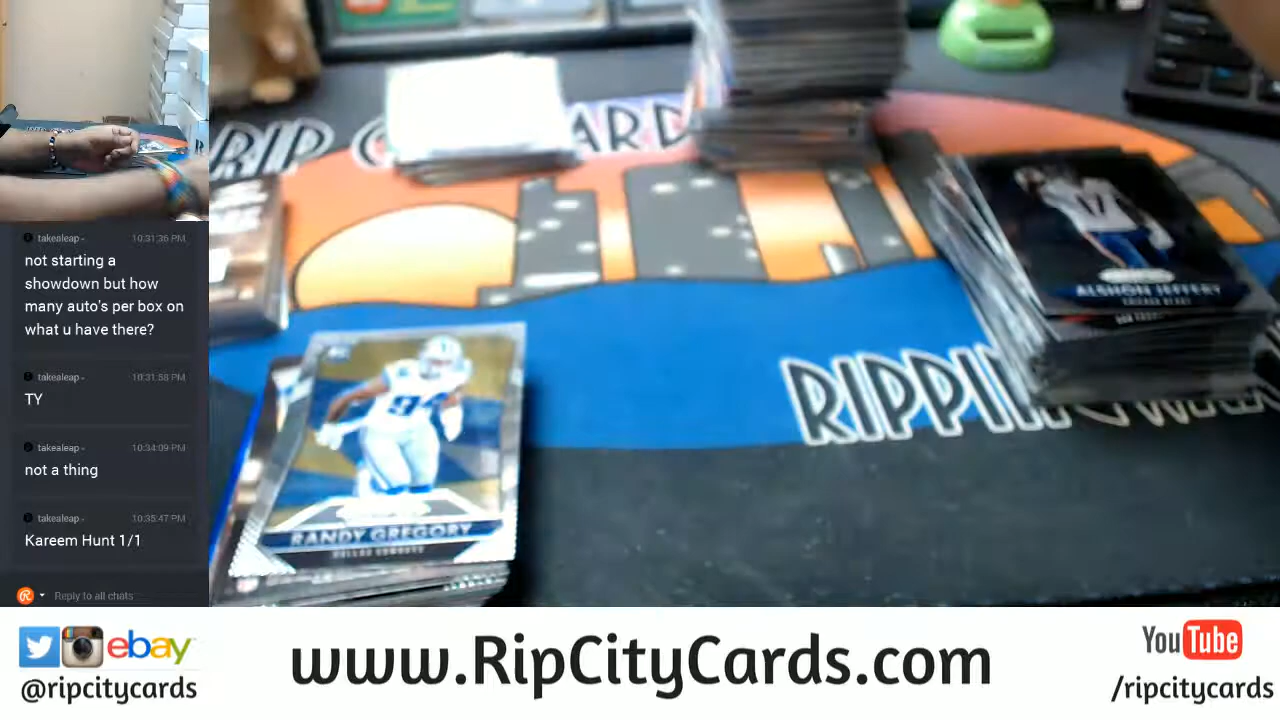 takealeap- 10:31:36 PM
not starting a
showdown but how
many auto's per box on
what u have there?
takealeap- 10:31:58 PM
TY
takealeap- 10:34:09 PM
not a thing
takealeap- 10:35:47 PM
Kareem Hunt 1/1
Reply to all chats
RIP C ARD
ALSHON JEFFERY
CHICAGO BEARS
RIPPIN
94
RANDY GREGORY
DALLAS COWBOYS
ebay
@ripcitycards
www.RipCityCards.com
YouTube
/ripcitycards